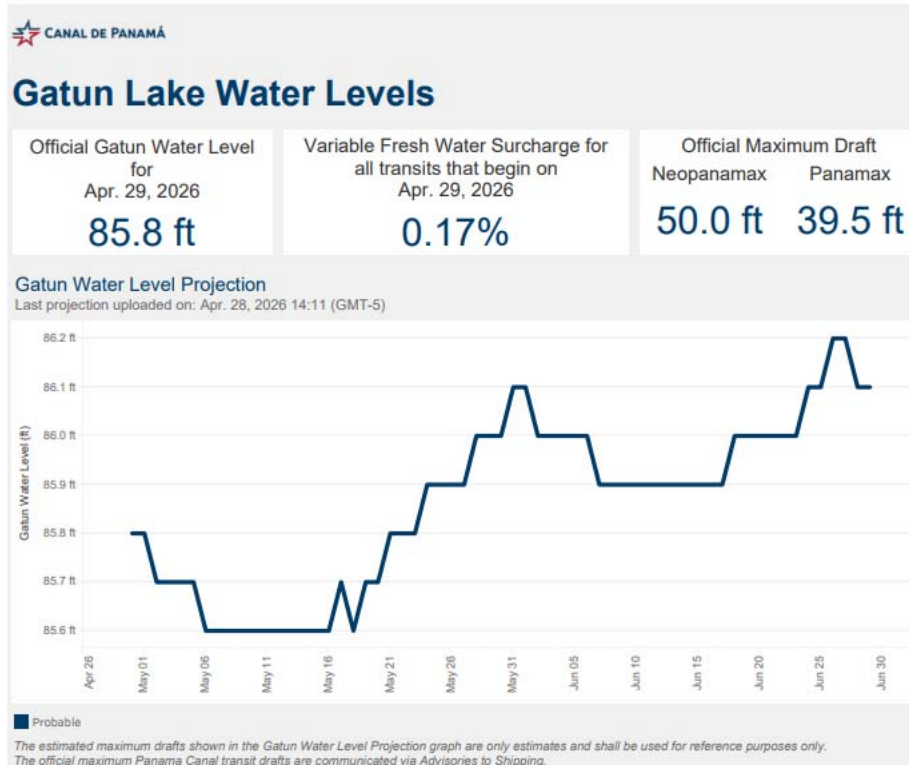 CANAL DE PANAMÁ
Gatun Lake Water Levels
Official Gatun Water Level
for
Apr. 29, 2026
85.8 ft
Variable Fresh Water Surcharge for
all transits that begin on
Apr. 29, 2026
0.17%
Official Maximum Draft
Neopanamax Panamax
50.0 ft 39.5 ft
Gatun Water Level Projection
Last projection uploaded on: Apr. 28, 2026 14:11 (GMT-5)
Gatun Water Level (ft)
86.2 ft
86.1 ft
86.0 ft
85.9 ft
85.8 ft
85.7 ft
85.6 ft
Apr 26
May 01
May 06
May 11
May 16
May 21
May 26
May 31
Jun 05
Jun 10
Jun 15
Jun 20
Jun 25
Jun 30
Probable
The estimated maximum drafts shown in the Gatun Water Level Projection graph are only estimates and shall be used for reference purposes only.
The official maximum Panama Canal transit drafts are communicated via Advisories to Shipping.